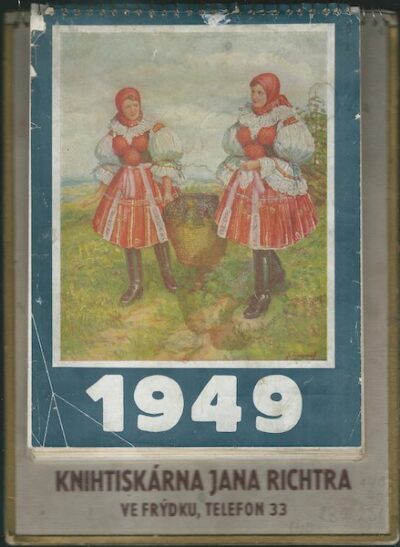 1949
KNIHTISKÁRNA JANA RICHTRA
VE FRÝDKU, TELEFON 33